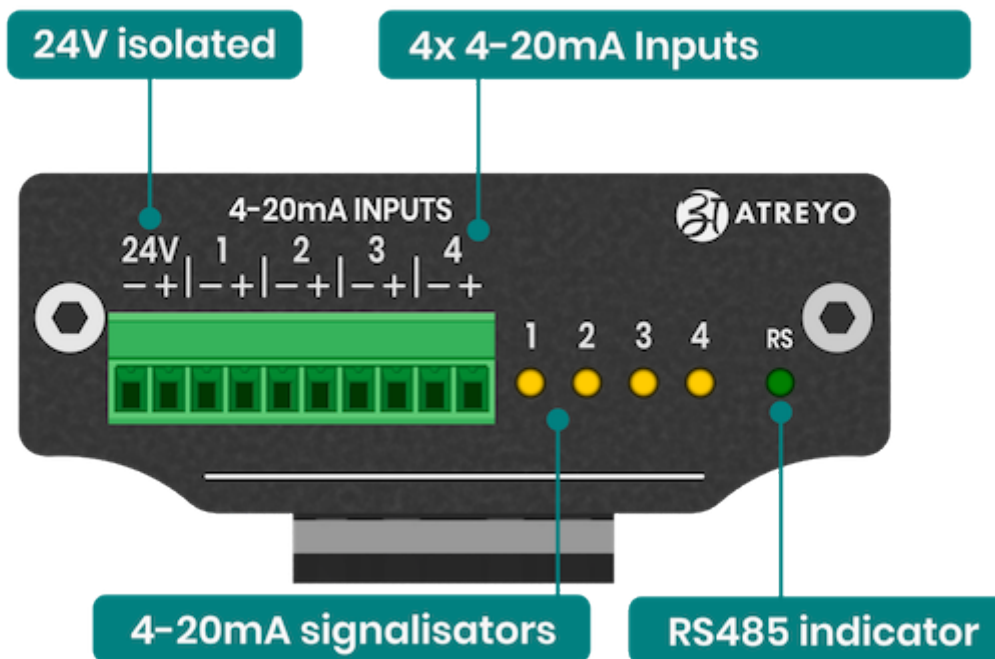 24V isolated
4x 4-20mA Inputs
4-20mA INPUTS
ATREYO
24V 1 2 3 4
− + | − + | − + | − + | − +
1 2 3 4 RS
4-20mA signalisators
RS485 indicator